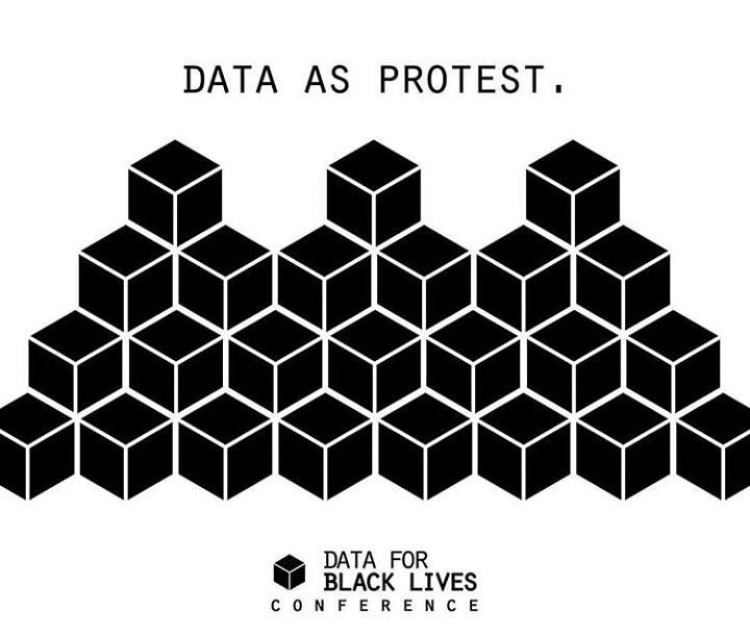 DATA AS PROTEST.
DATA FOR
BLACK LIVES
CONFERENCE